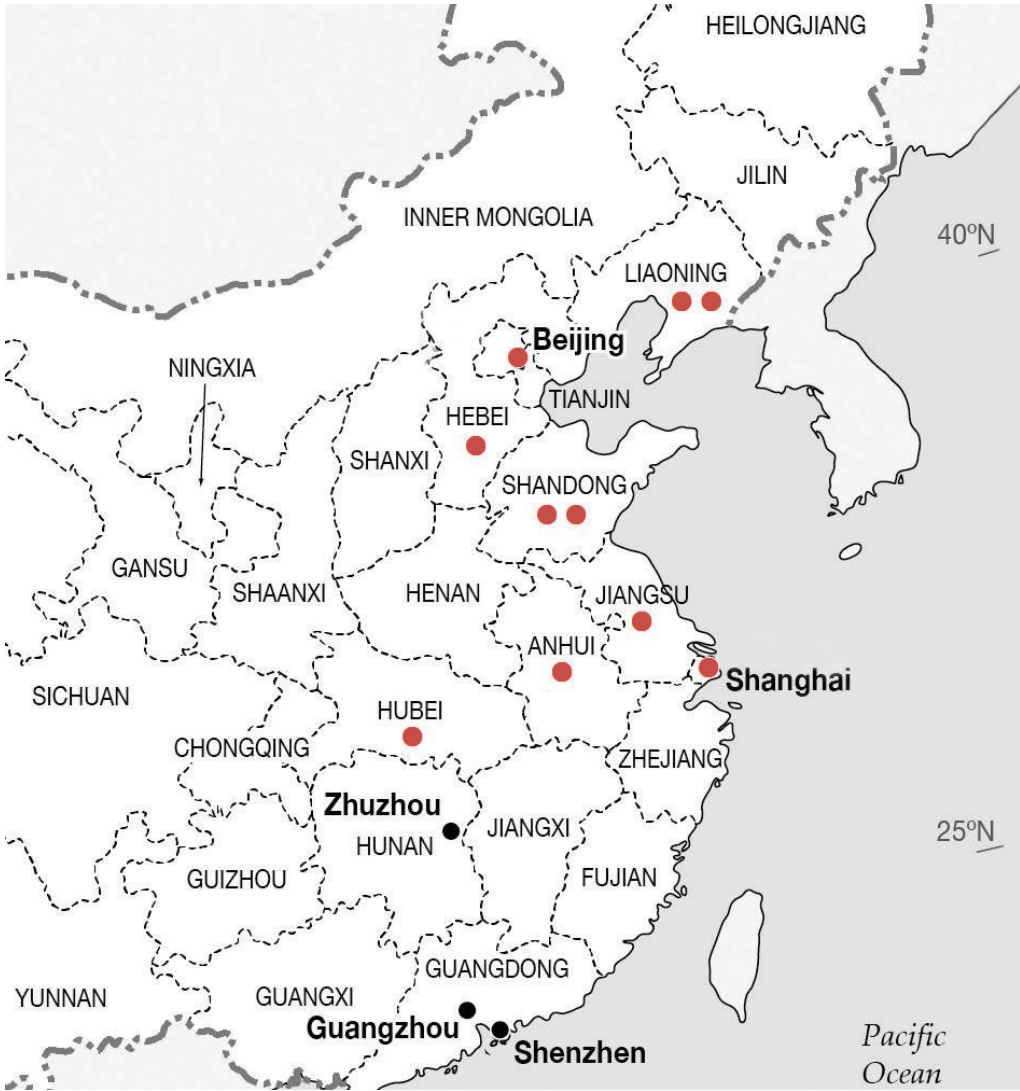 HEILONGJIANG
JILIN
INNER MONGOLIA
40ºN
LIAONING
Beijing
NINGXIA
TIANJIN
HEBEI
SHANXI
SHANDONG
GANSU
SHAANXI
HENAN
JIANGSU
ANHUI
Shanghai
SICHUAN
HUBEI
CHONGQING
ZHEJIANG
Zhuzhou
JIANGXI
25ºN
HUNAN
GUIZHOU
FUJIAN
GUANGDONG
YUNNAN
GUANGXI
Guangzhou
Shenzhen
Pacific
Ocean